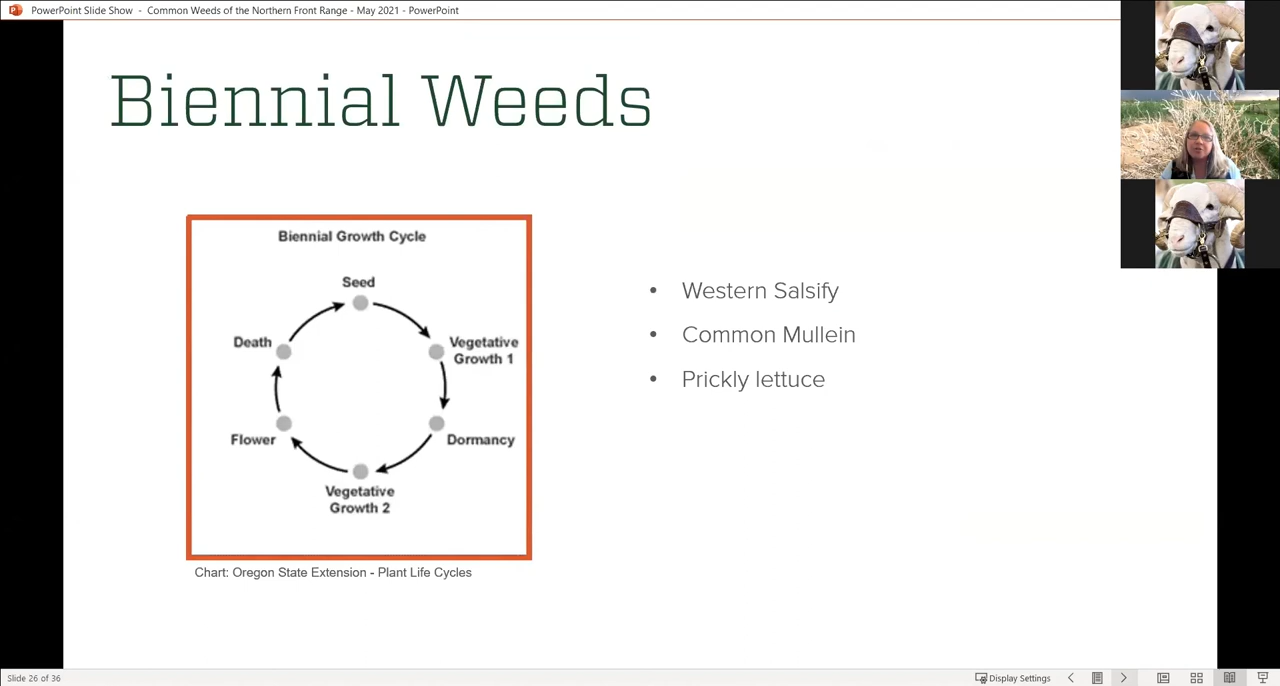 PowerPoint Slide Show - Common Weeds of the Northern Front Range - May 2021 - PowerPoint
Biennial Weeds
Biennial Growth Cycle
Seed
Vegetative
Growth 1
Dormancy
Vegetative
Growth 2
Flower
Death
Chart: Oregon State Extension - Plant Life Cycles
• Western Salsify
• Common Mullein
• Prickly lettuce
Slide 26 of 36
Display Settings